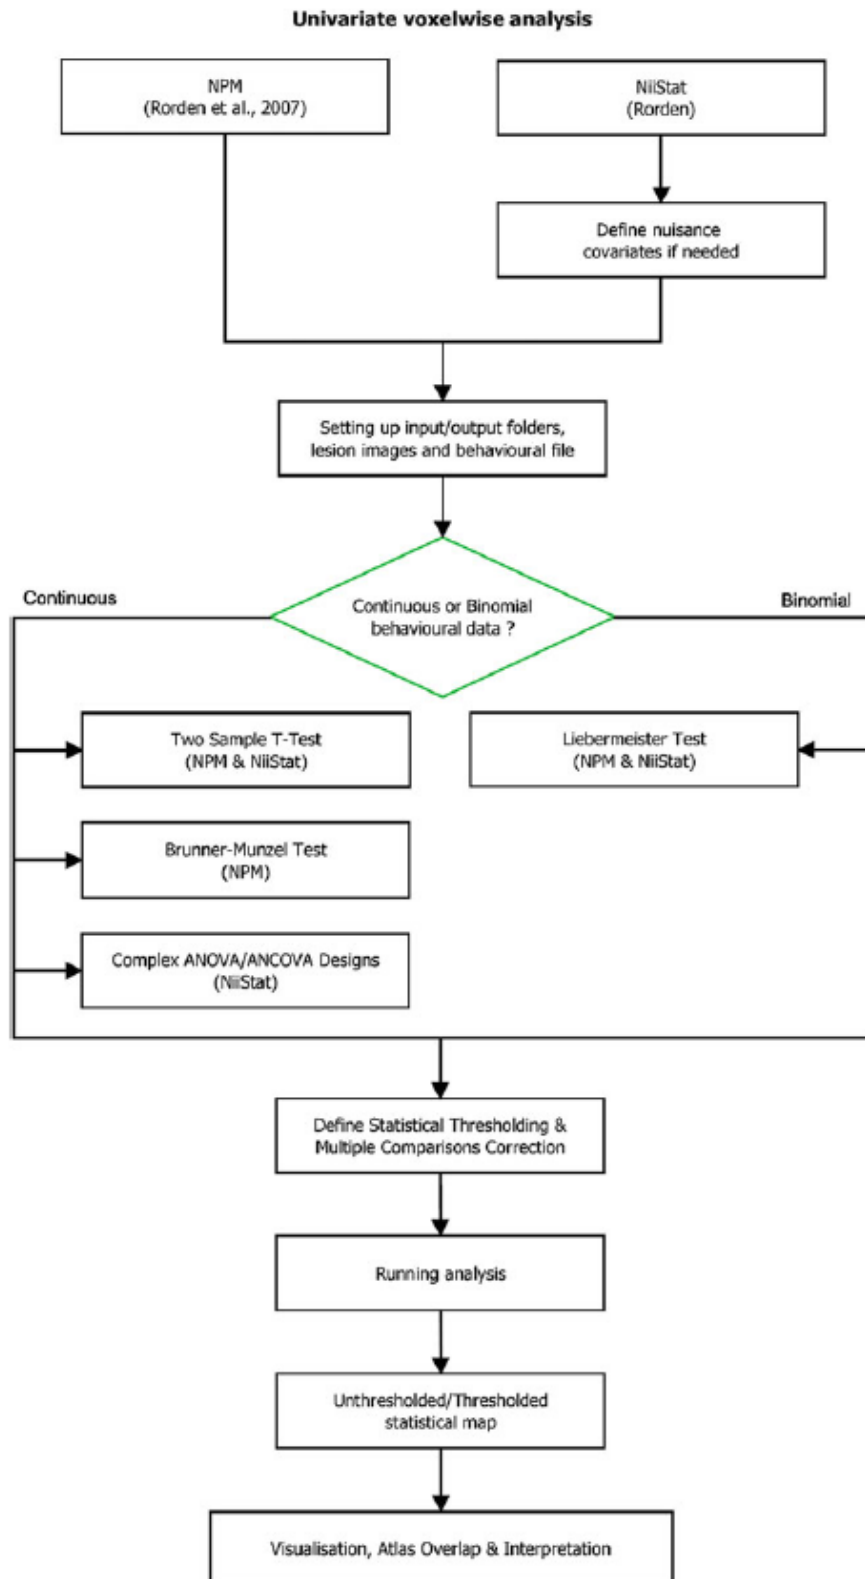 Univariate voxelwise analysis
NPM
(Rorden et al., 2007)
NiiStat
(Rorden)
Define nuisance
covariates if needed
Setting up input/output folders,
lesion images and behavioural file
Continuous
Continuous or Binomial
behavioural data ?
Binomial
Two Sample T-Test
(NPM & NiiStat)
Liebermeister Test
(NPM & NiiStat)
Brunner-Munzel Test
(NPM)
Complex ANOVA/ANCOVA Designs
(NiiStat)
Define Statistical Thresholding &
Multiple Comparisons Correction
Running analysis
Unthresholded/Thresholded
statistical map
Visualisation, Atlas Overlap & Interpretation